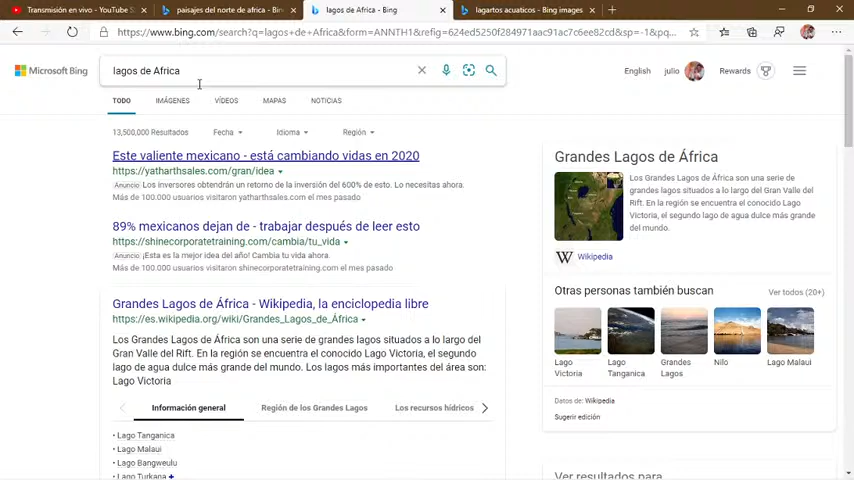 Transmisión en vivo - YouTube S
paisajes del norte de africa - Bin
lagos de Africa - Bing
lagartos acuaticos - Bing images
https://www.bing.com/search?q=lagos+de+Africa&form=ANNTH1&refig=624ed5250f284971aac91ac7c6ee82cd&sp=-1&pq...
Microsoft Bing
lagos de Africa
English
julio
Rewards
TODO
IMÁGENES
VÍDEOS
MAPAS
NOTICIAS
13,500,000 Resultados
Fecha
Idioma
Región
Este valiente mexicano - está cambiando vidas en 2020
https://yatharthsales.com/gran/idea
Anuncio Los inversores obtendrán un retorno de la inversión del 600% de esto. Lo necesitas ahora.
Más de 100.000 usuarios visitaron yatharthsales.com el mes pasado
89% mexicanos dejan de - trabajar después de leer esto
https://shinecorporatetraining.com/cambia/tu_vida
Anuncio ¡Esta es la mejor idea del año! Cambia tu vida ahora.
Más de 100.000 usuarios visitaron shinecorporatetraining.com el mes pasado
Grandes Lagos de África - Wikipedia, la enciclopedia libre
https://es.wikipedia.org/wiki/Grandes_Lagos_de_África
Los Grandes Lagos de África son una serie de grandes lagos situados a lo largo del
Gran Valle del Rift. En la región se encuentra el conocido Lago Victoria, el segundo
lago de agua dulce más grande del mundo. Los lagos más importantes del área son:
Lago Victoria
Información general
Región de los Grandes Lagos
Los recursos hídricos
• Lago Tanganica
• Lago Malaui
• Lago Bangweulu
• Lago Turkana
Grandes Lagos de África
Los Grandes Lagos de África son una serie de
grandes lagos situados a lo largo del Gran Valle del
Rift. En la región se encuentra el conocido Lago
Victoria, el segundo lago de agua dulce más grande
del mundo.
W Wikipedia
Otras personas también buscan
Ver todos (20+)
Lago Victoria
Lago Tanganica
Grandes Lagos
Nilo
Lago Malaui
Datos de: Wikipedia
Sugerir edición
Ver resultados para